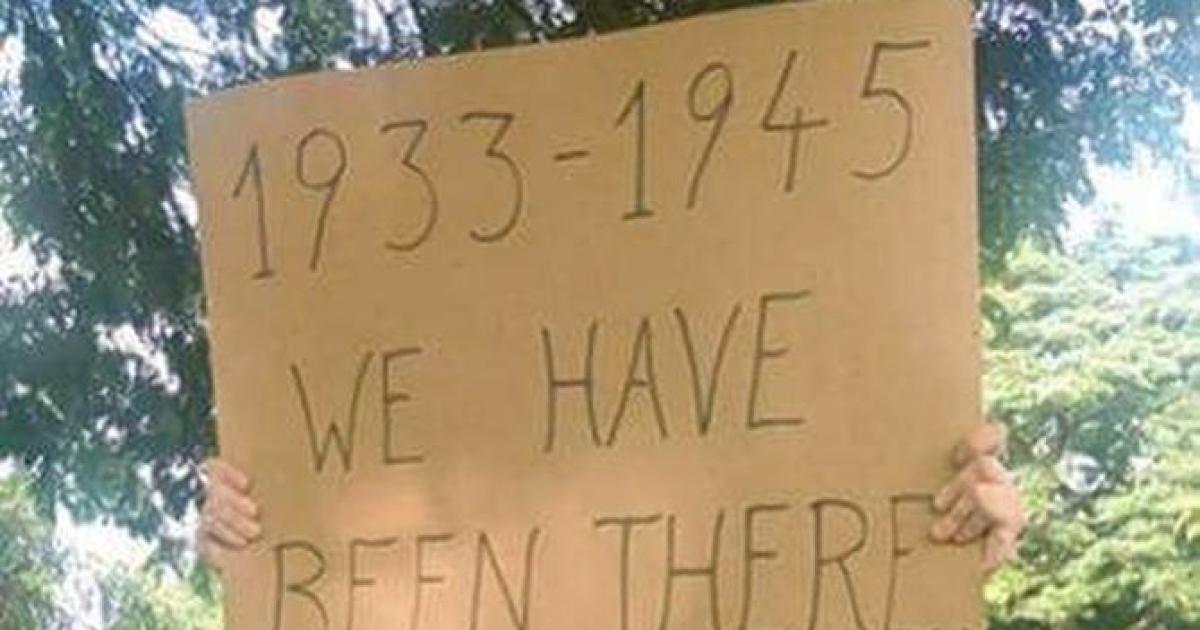 1933-1945
WE HAVE
BEEN THERE